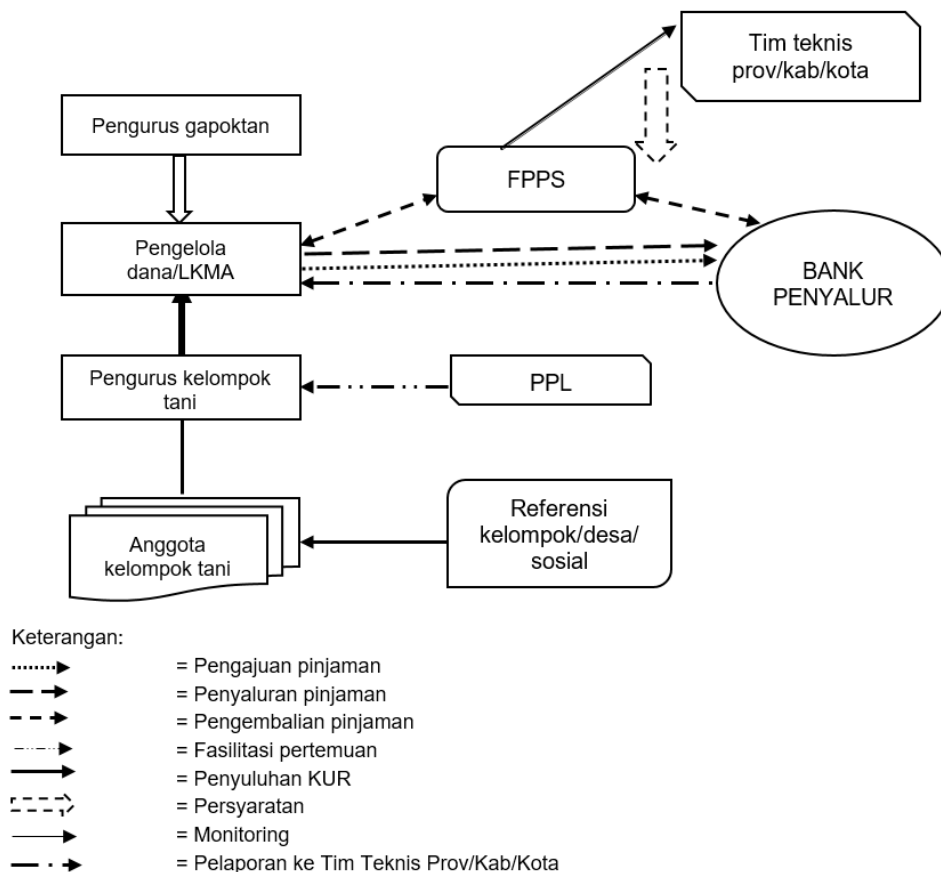 Tim teknis
prov/kab/kota
Pengurus gapoktan
FPPS
Pengelola
dana/LKMA
BANK
PENYALUR
Pengurus kelompok
tani
PPL
Referensi
kelompok/desa/
sosial
Anggota
kelompok tani
Keterangan:
= Pengajuan pinjaman
= Penyaluran pinjaman
= Pengembalian pinjaman
= Fasilitasi pertemuan
= Penyuluhan KUR
= Persyaratan
= Monitoring
= Pelaporan ke Tim Teknis Prov/Kab/Kota